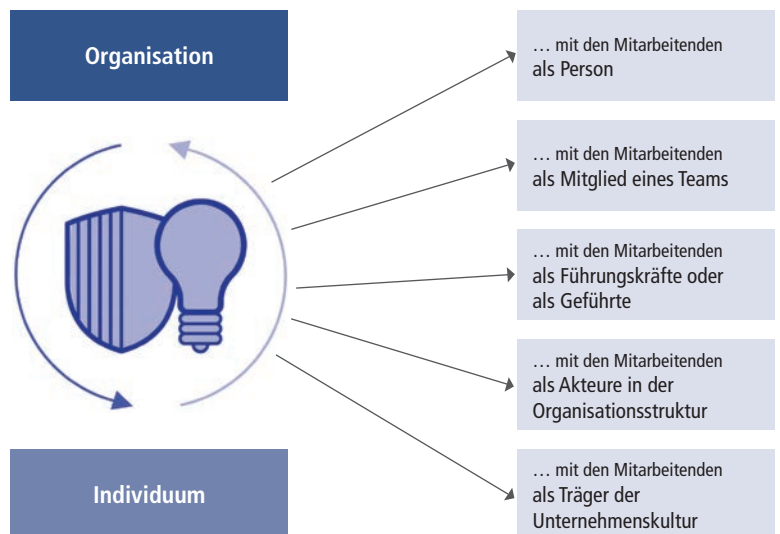 Organisation
… mit den Mitarbeitenden
als Person
… mit den Mitarbeitenden
als Mitglied eines Teams
… mit den Mitarbeitenden
als Führungskräfte oder
als Geführte
… mit den Mitarbeitenden
als Akteure in der
Organisationsstruktur
Individuum
… mit den Mitarbeitenden
als Träger der
Unternehmenskultur